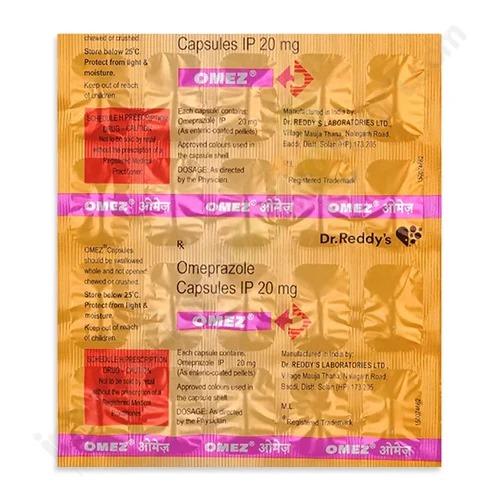 chewed or crushed.
Store below 25°C.
Protect from light &
moisture.
Keep out of reach
of children.
Capsules IP 20 mg
OMEZ®
SCHEDULE H PRESCRIPTION
DRUG - CAUTION
Not to be sold by retail
without the prescription of a
Registered Medical
Practitioner.
Each capsule contains:
Omeprazole IP 20 mg
(As enteric-coated pellets)
Approved colours used in
the capsule shell.
DOSAGE: As directed
by the Physician.
Manufactured in India by:
Dr. REDDY'S LABORATORIES LTD.,
Village Mauja Thana, Nalagarh Road,
Baddi, Distt. Solan (HP) 173 205
M.L.
® Registered Trademark
OMEZ® ओमेज़ OMEZ® ओमेज़ OMEZ® ओमेज़
Dr.Reddy's
OMEZ® Capsules
should be swallowed
whole and not opened,
chewed or crushed.
Store below 25°C.
Protect from light &
moisture.
Keep out of reach
of children.
Rx
Omeprazole
Capsules IP 20 mg
OMEZ®
SCHEDULE H PRESCRIPTION
DRUG - CAUTION
Not to be sold by retail
without the prescription of a
Registered Medical
Practitioner.
Each capsule contains:
Omeprazole IP 20 mg
(As enteric-coated pellets)
Approved colours used in
the capsule shell.
DOSAGE: As directed
by the Physician.
Manufactured in India by:
Dr. REDDY'S LABORATORIES LTD.,
Village Mauja Thana, Nalagarh Road,
Baddi, Distt. Solan (HP) 173 205
M.L.
® Registered Trademark
OMEZ® ओमेज़ OMEZ® ओमेज़ OMEZ® ओमेज़